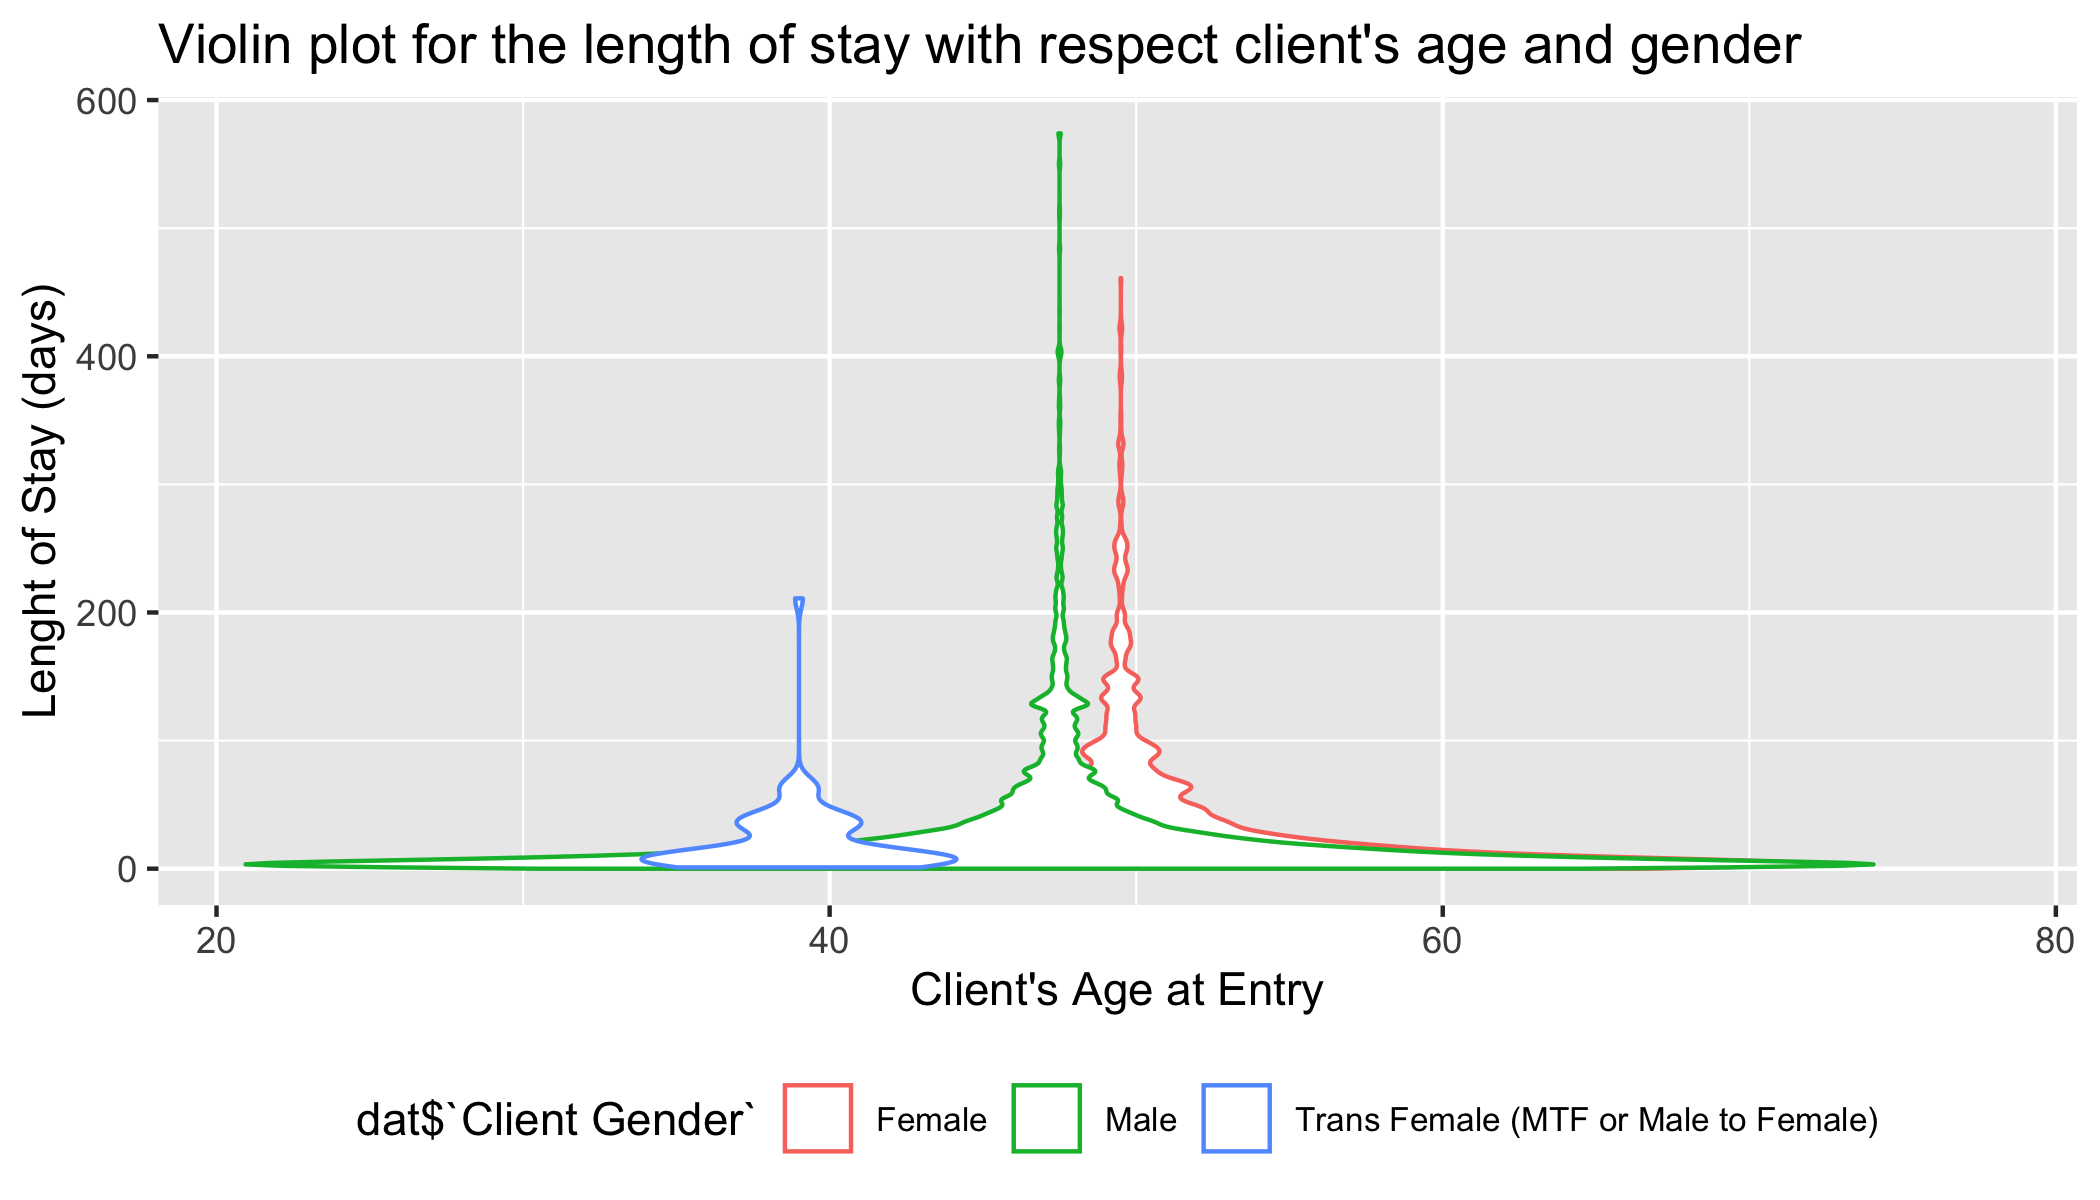 Violin plot for the length of stay with respect client's age and gender
Lenght of Stay (days)
600
400
200
0
20 40 60 80
Client's Age at Entry
dat$`Client Gender` Female Male Trans Female (MTF or Male to Female)